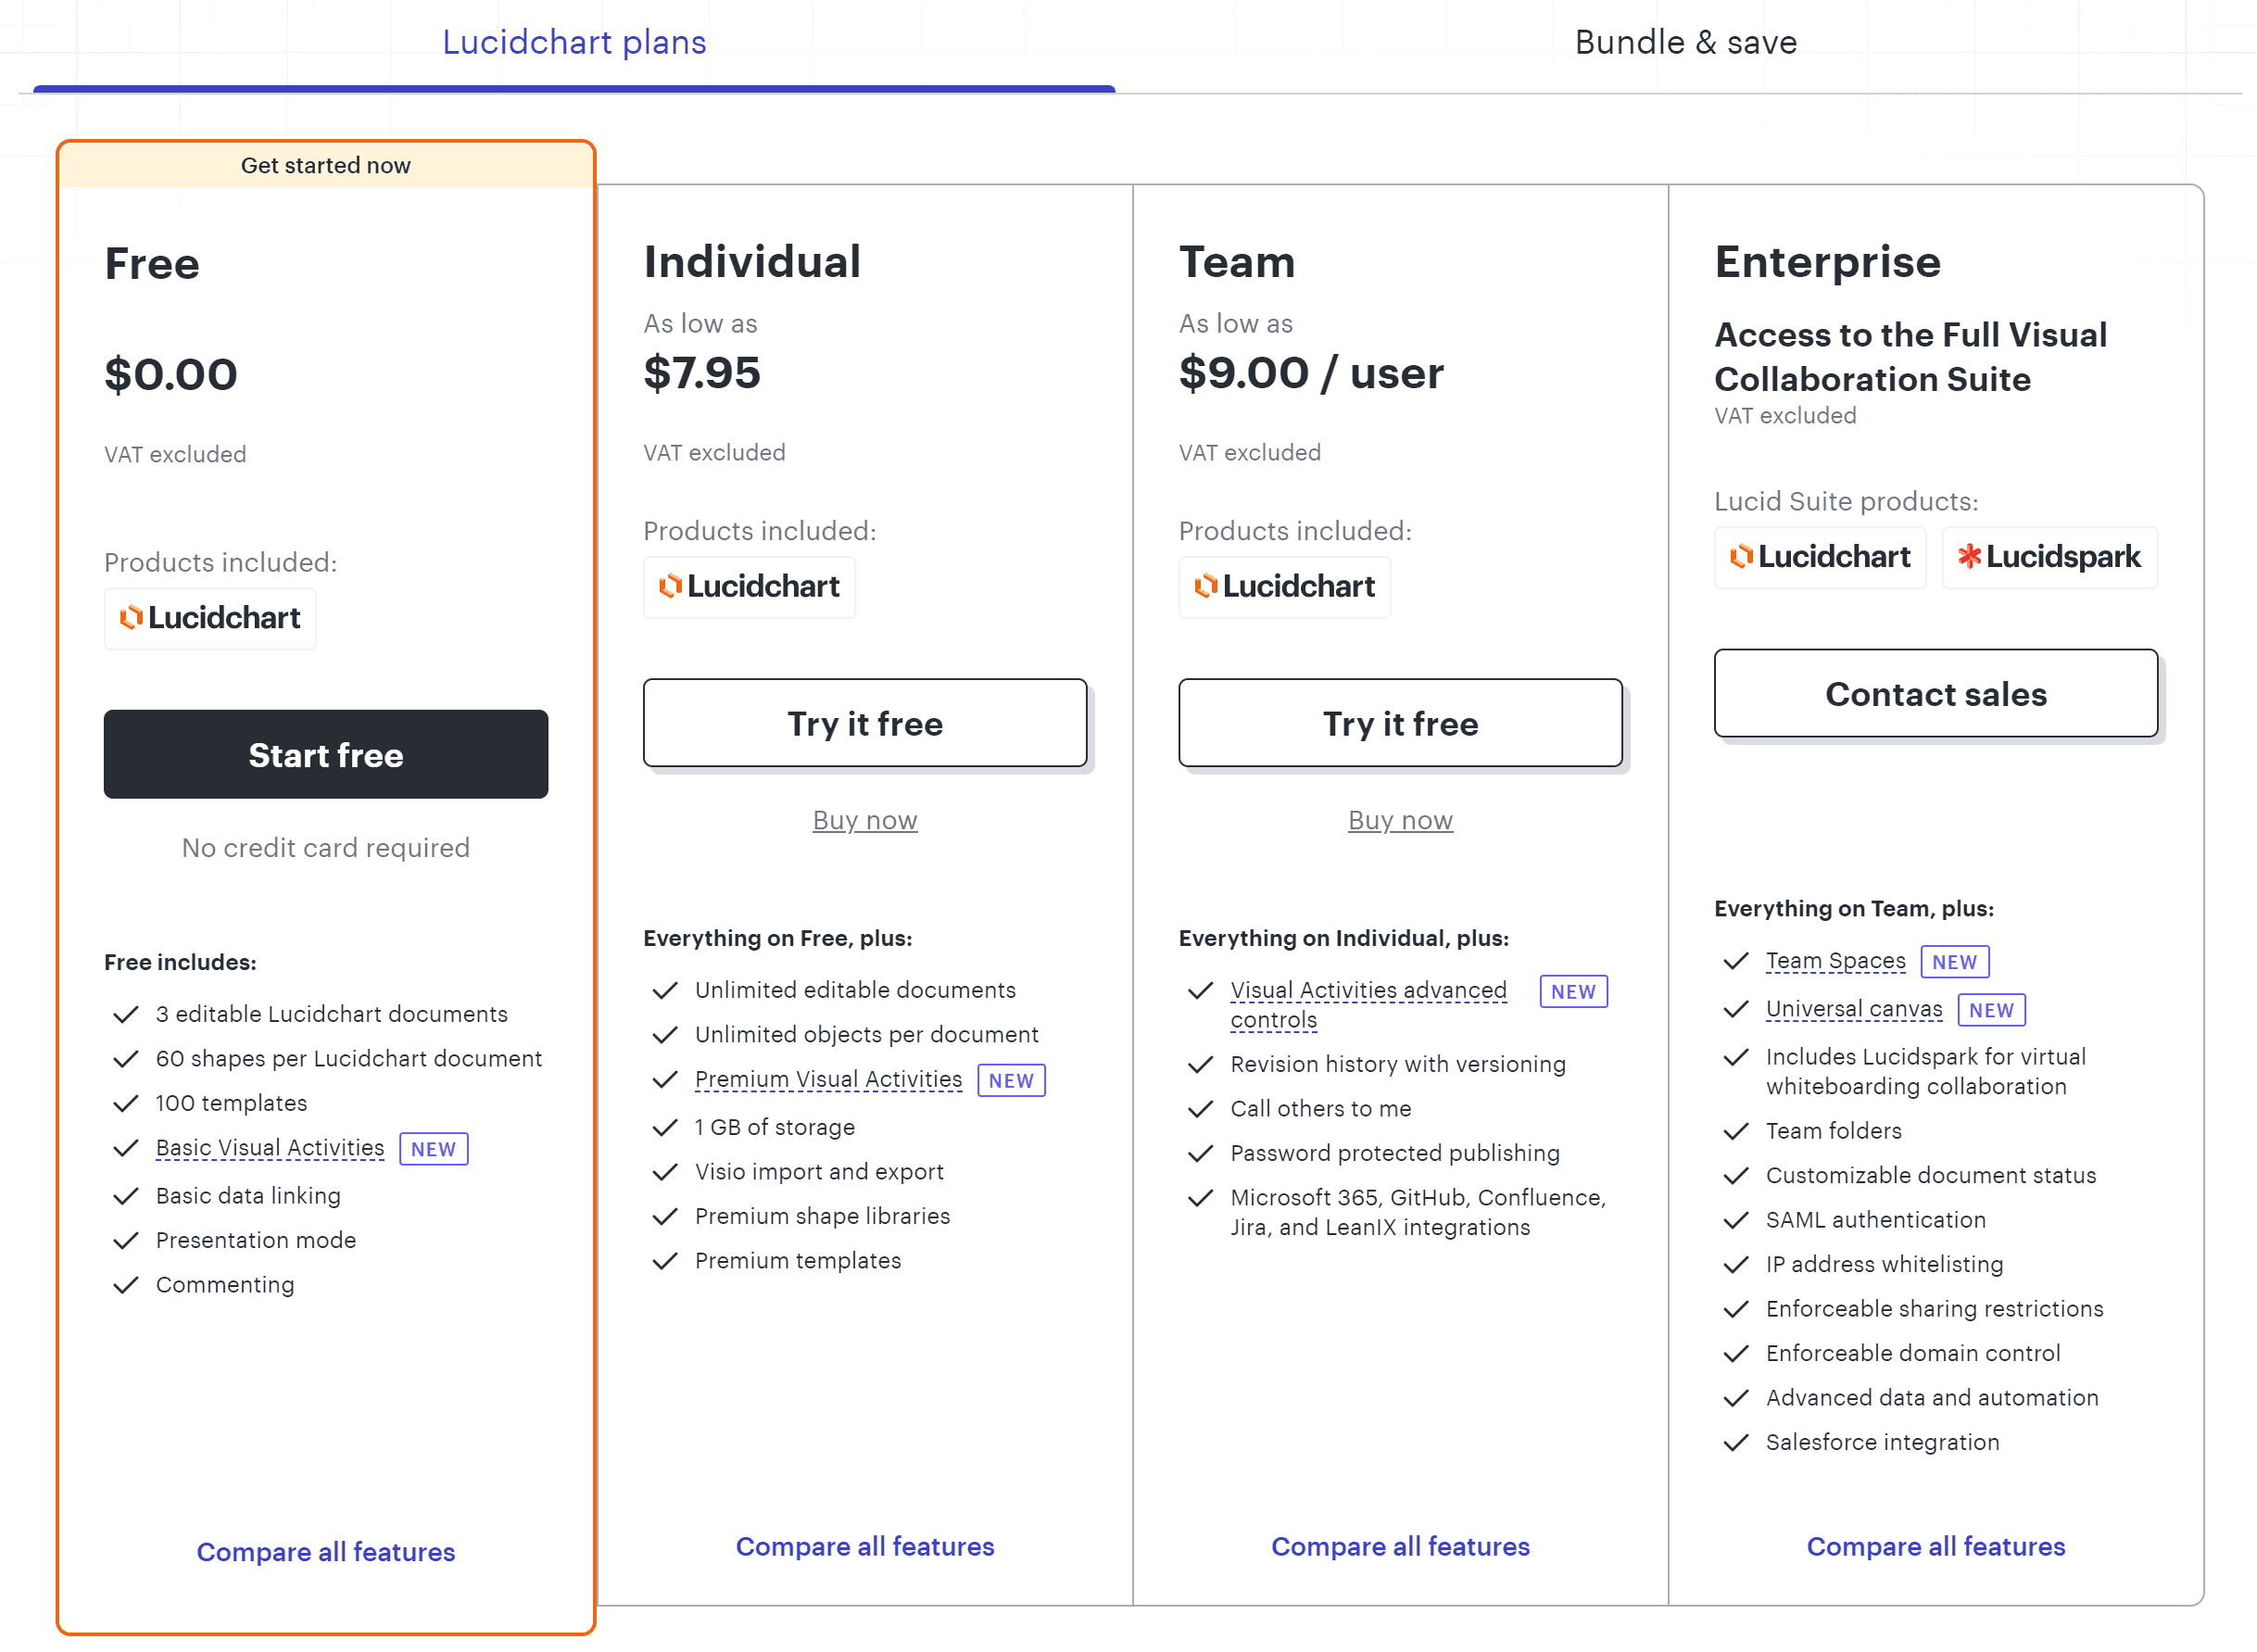 Lucidchart plans
Bundle & save
Get started now
Free
$0.00
VAT excluded
Products included:
Lucidchart
Start free
No credit card required
Free includes:
3 editable Lucidchart documents
60 shapes per Lucidchart document
100 templates
Basic Visual Activities NEW
Basic data linking
Presentation mode
Commenting
Compare all features
Individual
As low as
$7.95
VAT excluded
Products included:
Lucidchart
Try it free
Buy now
Everything on Free, plus:
Unlimited editable documents
Unlimited objects per document
Premium Visual Activities NEW
1 GB of storage
Visio import and export
Premium shape libraries
Premium templates
Compare all features
Team
As low as
$9.00 / user
VAT excluded
Products included:
Lucidchart
Try it free
Buy now
Everything on Individual, plus:
Visual Activities advanced NEW
controls
Revision history with versioning
Call others to me
Password protected publishing
Microsoft 365, GitHub, Confluence,
Jira, and LeanIX integrations
Compare all features
Enterprise
Access to the Full Visual
Collaboration Suite
VAT excluded
Lucid Suite products:
Lucidchart Lucidspark
Contact sales
Everything on Team, plus:
Team Spaces NEW
Universal canvas NEW
Includes Lucidspark for virtual
whiteboarding collaboration
Team folders
Customizable document status
SAML authentication
IP address whitelisting
Enforceable sharing restrictions
Enforceable domain control
Advanced data and automation
Salesforce integration
Compare all features